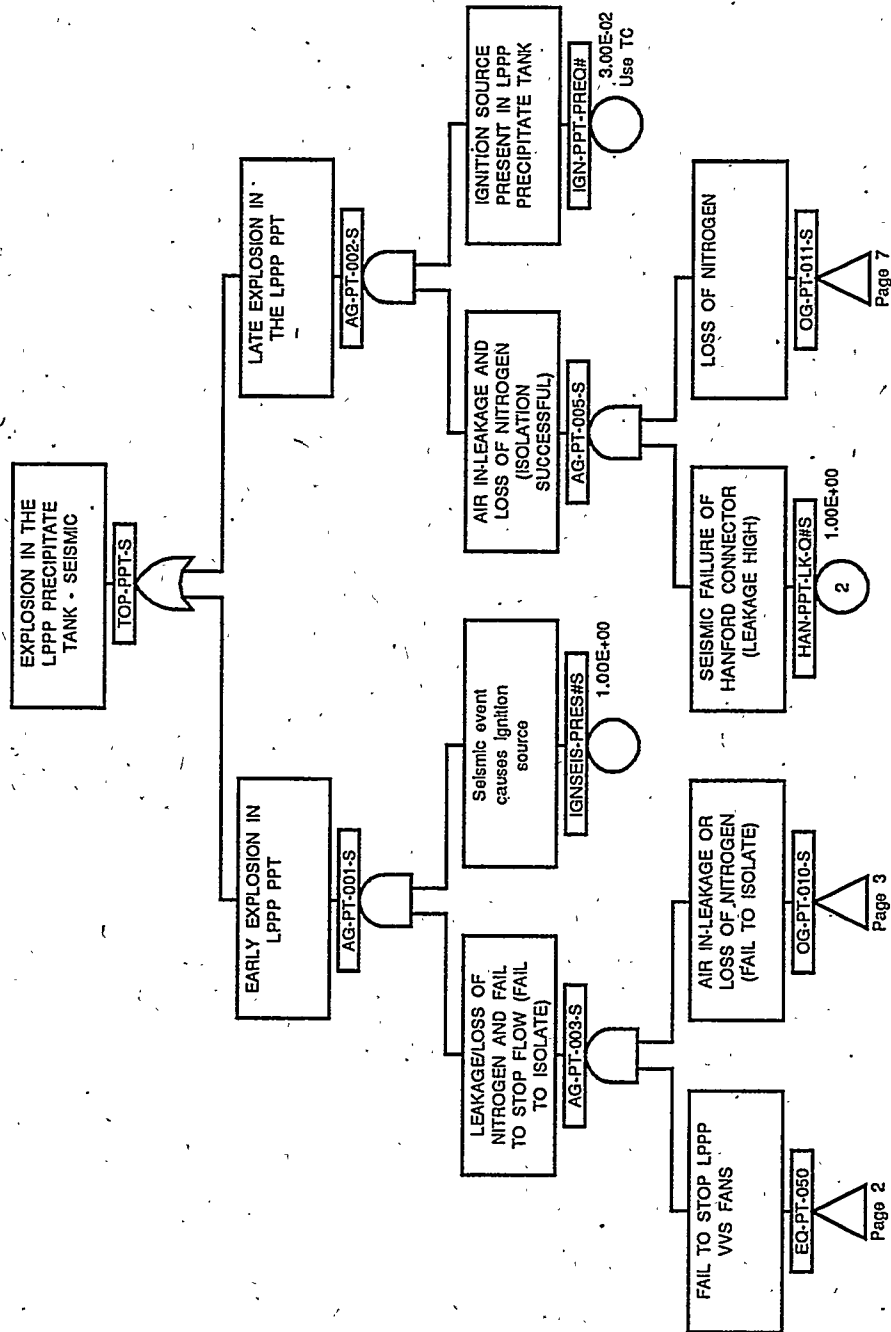 EXPLOSION IN THE
LPPP PRECIPITATE
TANK - SEISMIC
TOP-PPT-S
EARLY EXPLOSION IN
LPPP PPT
AG-PT-001-S
LATE EXPLOSION IN
THE LPPP PPT
AG-PT-002-S
LEAKAGE/LOSS OF
NITROGEN AND FAIL
TO STOP FLOW (FAIL
TO ISOLATE)
AG-PT-003-S
Seismic event
causes ignition
source
IGNSEIS-PRES#S
1.00E+00
AIR IN-LEAKAGE AND
LOSS OF NITROGEN
(ISOLATION
SUCCESSFUL)
AG-PT-005-S
IGNITION SOURCE
PRESENT IN LPPP
PRECIPITATE TANK
IGN-PPT-PREQ#
3.00E-02
Use TC
FAIL TO STOP LPPP
VVS FANS
EQ-PT-050
Page 2
AIR IN-LEAKAGE OR
LOSS OF NITROGEN
(FAIL TO ISOLATE)
OG-PT-010-S
Page 3
SEISMIC FAILURE OF
HANFORD CONNECTOR
(LEAKAGE HIGH)
HAN-PPT-LK-Q#S
2
1.00E+00
LOSS OF NITROGEN
OG-PT-011-S
Page 7